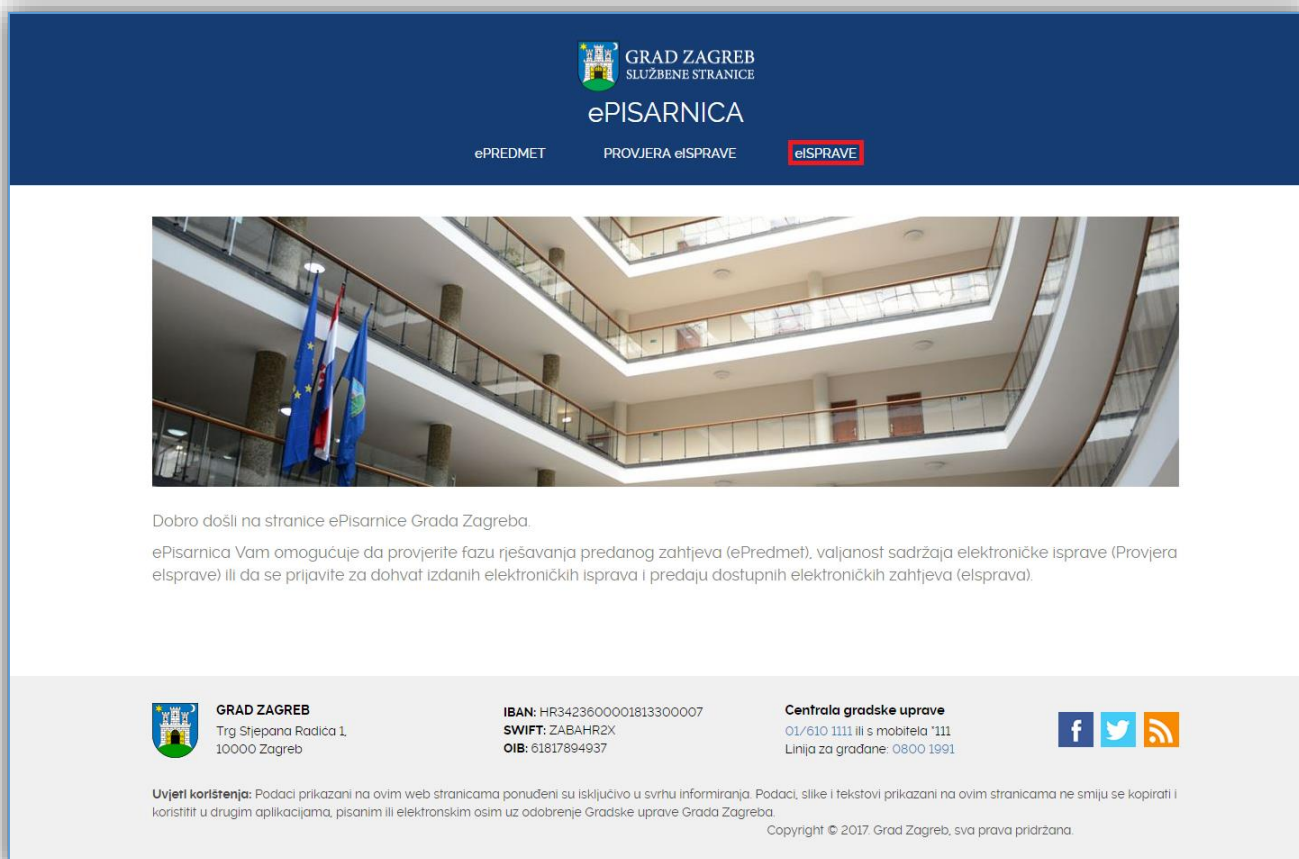 GRAD ZAGREB
SLUŽBENE STRANICE
ePISARNICA
ePREDMET PROVJERA eISPRAVE eISPRAVE
Dobro došli na stranice ePisarnice Grada Zagreba.
ePisarnica Vam omogućuje da provjerite fazu rješavanja predanog zahtjeva (ePredmet), valjanost sadržaja elektroničke isprave (Provjera
eIsprave) ili da se prijavite za dohvat izdanih elektroničkih isprava i predaju dostupnih elektroničkih zahtjeva (eIsprava).
GRAD ZAGREB
Trg Stjepana Radića 1,
10000 Zagreb
IBAN: HR3423600001813300007
SWIFT: ZABAHR2X
OIB: 61817894937
Centrala gradske uprave
01/610 1111 ili s mobitela *111
Linija za građane: 0800 1991
Uvjeti korištenja: Podaci prikazani na ovim web stranicama ponuđeni su isključivo u svrhu informiranja. Podaci, slike i tekstovi prikazani na ovim stranicama ne smiju se kopirati i
koristitit u drugim aplikacijama, pisanim ili elektronskim osim uz odobrenje Gradske uprave Grada Zagreba.
Copyright © 2017. Grad Zagreb, sva prava pridržana.